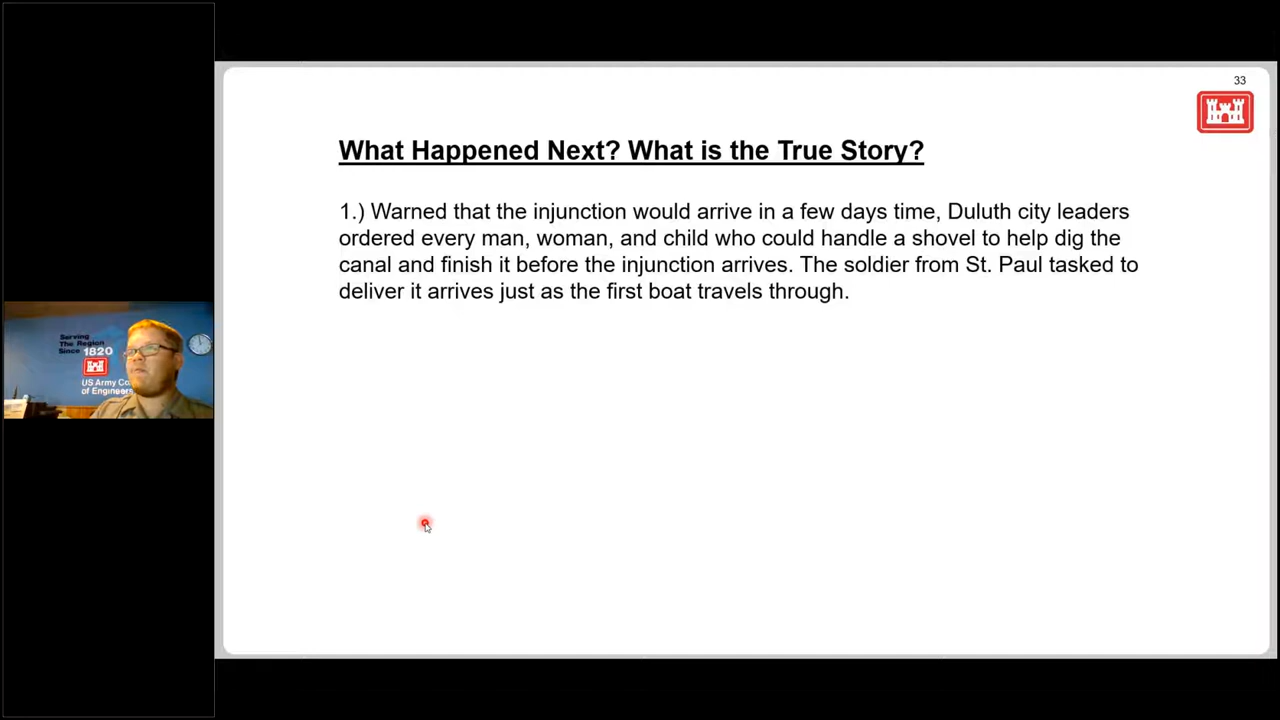 33
What Happened Next? What is the True Story?
1.) Warned that the injunction would arrive in a few days time, Duluth city leaders
ordered every man, woman, and child who could handle a shovel to help dig the
canal and finish it before the injunction arrives. The soldier from St. Paul tasked to
deliver it arrives just as the first boat travels through.
Serving
The Region
Since 1820
US Army Co
of Engineers